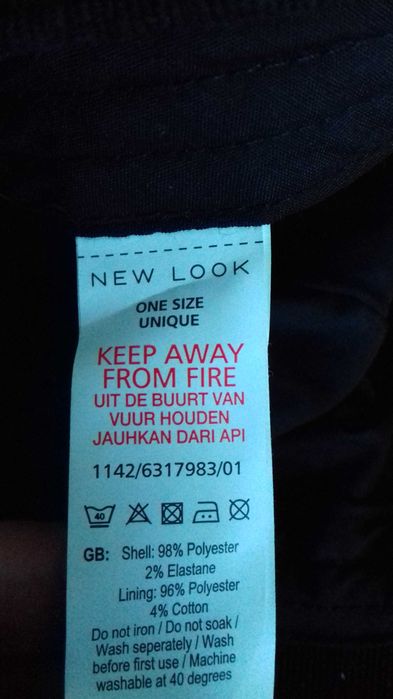 NEW LOOK
ONE SIZE
UNIQUE
KEEP AWAY
FROM FIRE
UIT DE BUURT VAN
VUUR HOUDEN
JAUHKAN DARI API
1142/6317983/01
40
GB: Shell: 98% Polyester
2% Elastane
Lining: 96% Polyester
4% Cotton
Do not iron / Do not soak /
Wash seperately / Wash
before first use / Machine
washable at 40 degrees